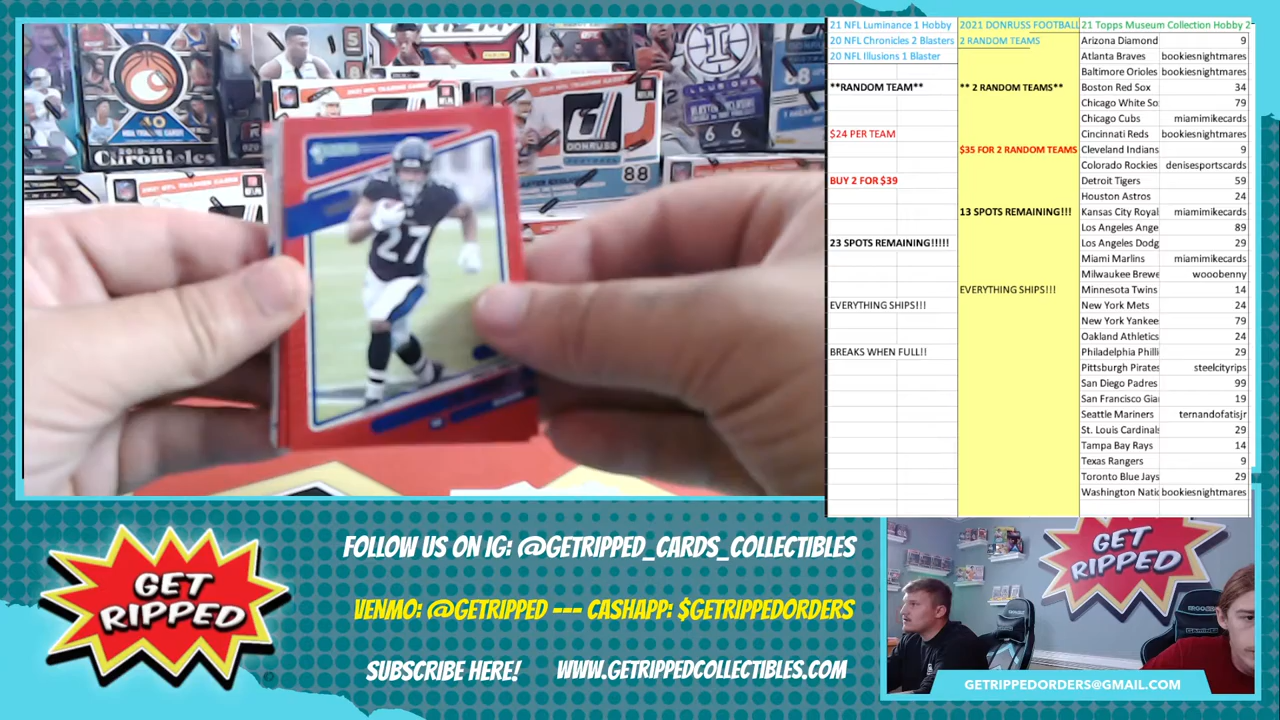 21 NFL Luminance 1 Hobby
20 NFL Chronicles 2 Blasters
20 NFL Illusions 1 Blaster
**RANDOM TEAM**
$24 PER TEAM
BUY 2 FOR $39
23 SPOTS REMAINING!!!!!
EVERYTHING SHIPS!!!
BREAKS WHEN FULL!!
2021 DONRUSS FOOTBALL
2 RANDOM TEAMS
** 2 RANDOM TEAMS**
$35 FOR 2 RANDOM TEAMS
13 SPOTS REMAINING!!!
EVERYTHING SHIPS!!!
21 Topps Museum Collection Hobby 2
Arizona Diamond 9
Atlanta Braves bookiesnightmares
Baltimore Orioles bookiesnightmares
Boston Red Sox 34
Chicago White So 79
Chicago Cubs miamimikecards
Cincinnati Reds bookiesnightmares
Cleveland Indians 9
Colorado Rockies denisesportscards
Detroit Tigers 59
Houston Astros 24
Kansas City Royal miamimikecards
Los Angeles Ange 89
Los Angeles Dodg 29
Miami Marlins miamimikecards
Milwaukee Brewe wooobenny
Minnesota Twins 14
New York Mets 24
New York Yankee 79
Oakland Athletics 24
Philadelphia Philli 29
Pittsburgh Pirates steelcityrips
San Diego Padres 99
San Francisco Gia 19
Seattle Mariners ternandofatisjr
St. Louis Cardinals 29
Tampa Bay Rays 14
Texas Rangers 9
Toronto Blue Jays 29
Washington Natio bookiesnightmares
Chronicles
DONRUSS
88
6 6
27
GET RIPPED
FOLLOW US ON IG: @GETRIPPED_CARDS_COLLECTIBLES
VENMO: @GETRIPPED --- CASHAPP: $GETRIPPEDORDERS
SUBSCRIBE HERE! WWW.GETRIPPEDCOLLECTIBLES.COM
GET RIPPED
GETRIPPEDORDERS@GMAIL.COM